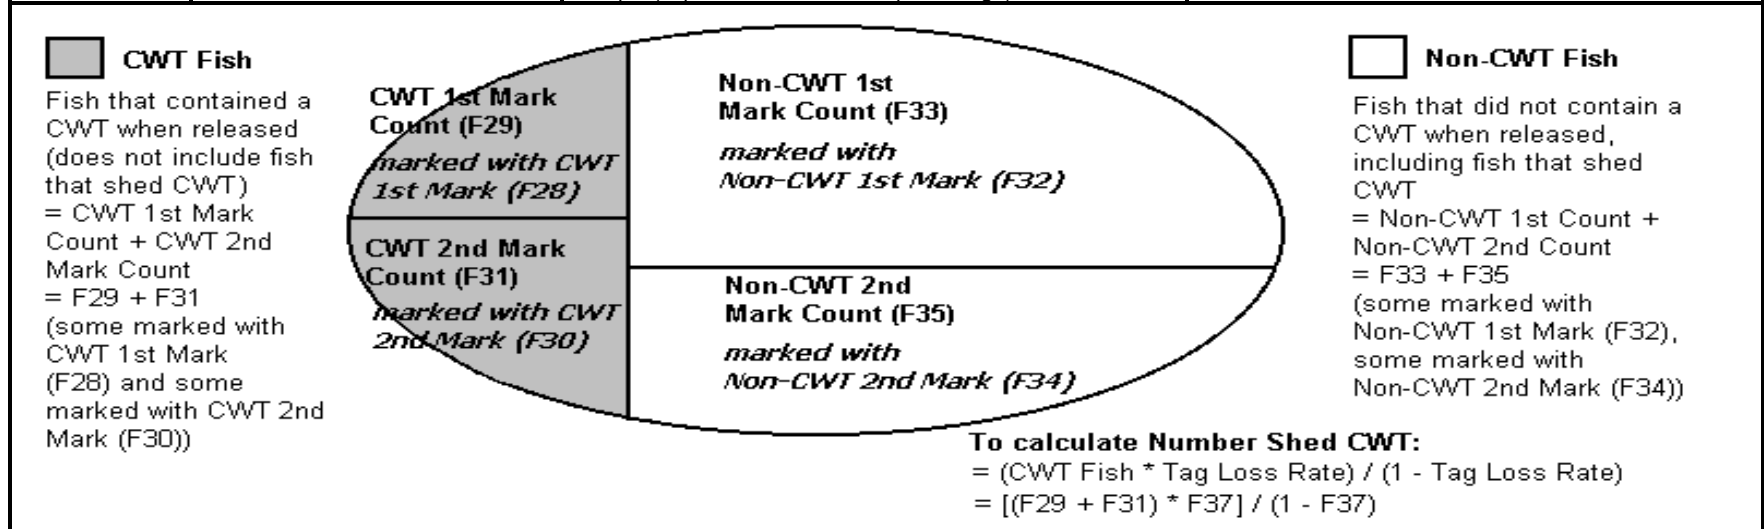 CWT Fish
Fish that contained a
CWT when released
(does not include fish
that shed CWT)
= CWT 1st Mark
Count + CWT 2nd
Mark Count
= F29 + F31
(some marked with
CWT 1st Mark
(F28) and some
marked with CWT 2nd
Mark (F30))
CWT 1st Mark
Count (F29)
marked with CWT
1st Mark (F28)
CWT 2nd Mark
Count (F31)
marked with CWT
2nd Mark (F30)
Non-CWT 1st
Mark Count (F33)
marked with
Non-CWT 1st Mark (F32)
Non-CWT 2nd
Mark Count (F35)
marked with
Non-CWT 2nd Mark (F34)
Non-CWT Fish
Fish that did not contain a
CWT when released,
including fish that shed
CWT
= Non-CWT 1st Count +
Non-CWT 2nd Count
= F33 + F35
(some marked with
Non-CWT 1st Mark (F32),
some marked with
Non-CWT 2nd Mark (F34))
To calculate Number Shed CWT:
= (CWT Fish * Tag Loss Rate) / (1 - Tag Loss Rate)
= [(F29 + F31) * F37] / (1 - F37)